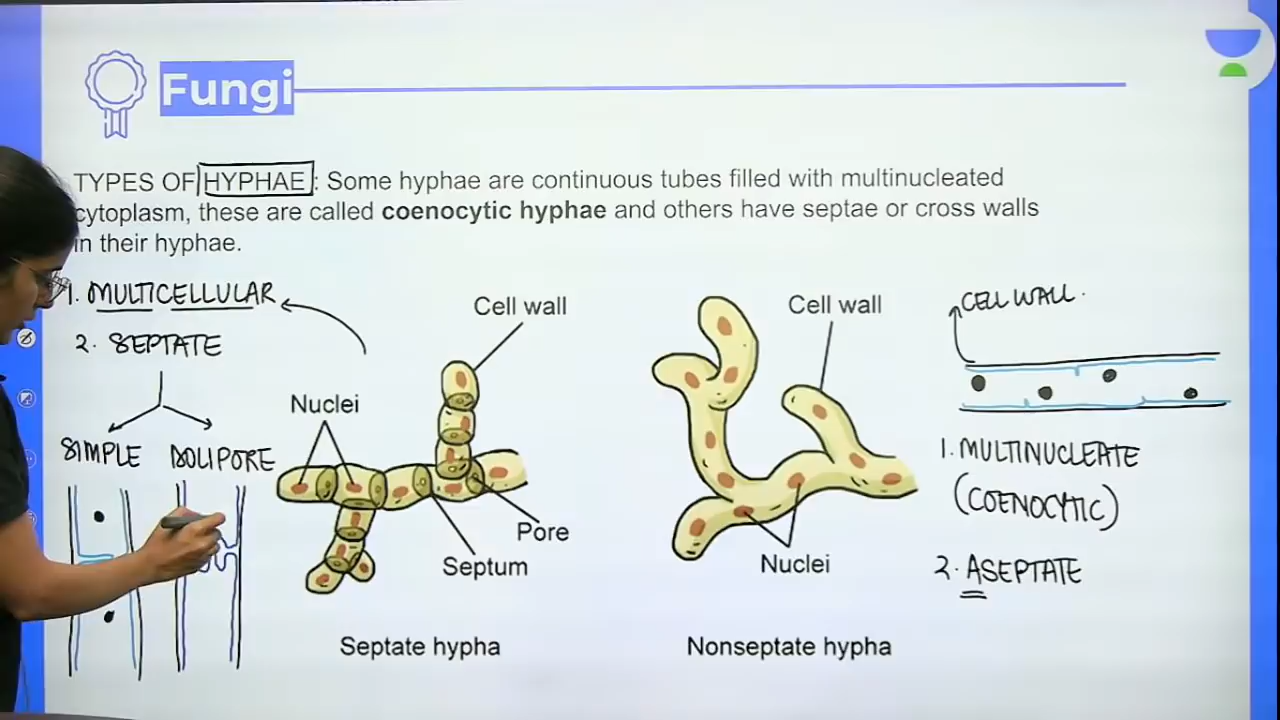 Fungi
TYPES OF HYPHAE: Some hyphae are continuous tubes filled with multinucleated
cytoplasm, these are called coenocytic hyphae and others have septae or cross walls
in their hyphae.
1. MULTICELLULAR
2. SEPTATE
SIMPLE DOLIPORE
Nuclei
Cell wall
Pore
Septum
Septate hypha
Cell wall
Nuclei
Nonseptate hypha
CELL WALL.
1. MULTINUCLEATE
(COENOCYTIC)
2. ASEPTATE